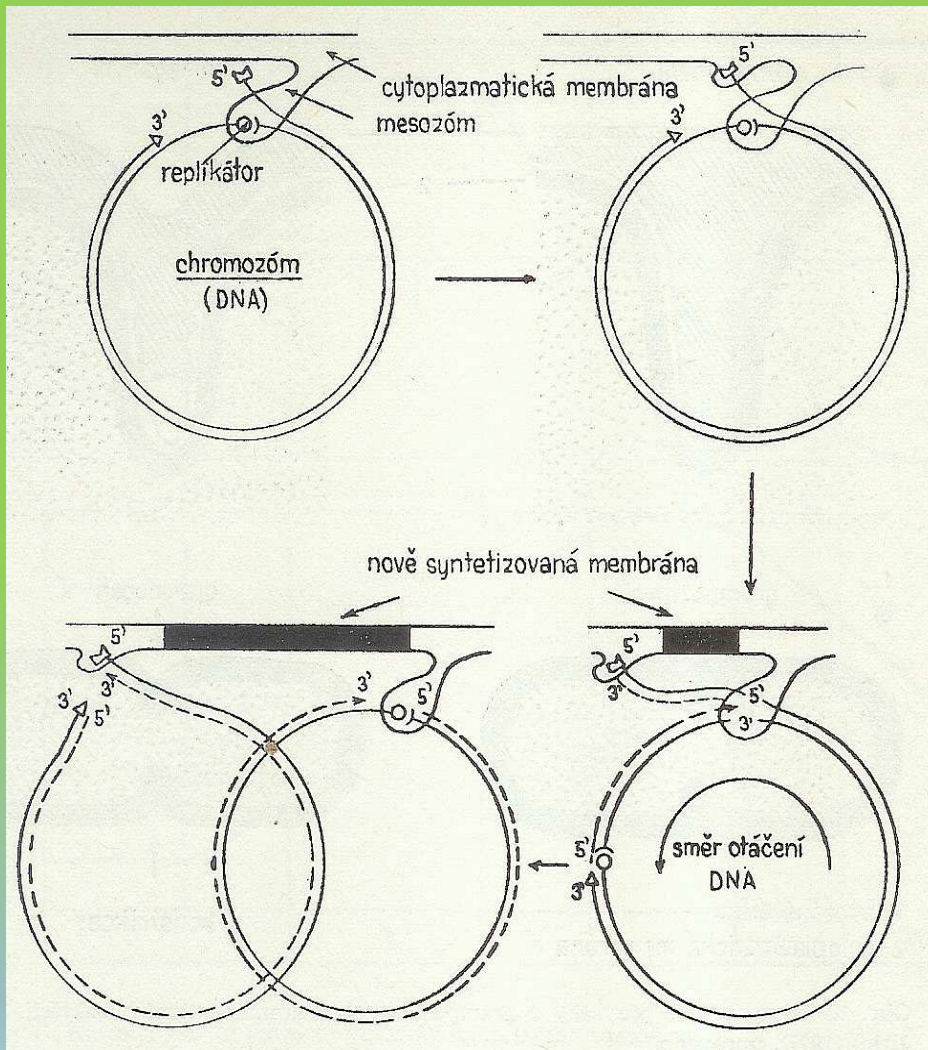 5'
5'
cytoplazmatická membrána
mesozóm
3'
3'
replikátor
chromozóm
(DNA)
nově syntetizovaná membrána
5'
5'
3'
3'
5'
3'
3'
5'
3'
5'
3'
5'
směr otáčení
DNA
3'